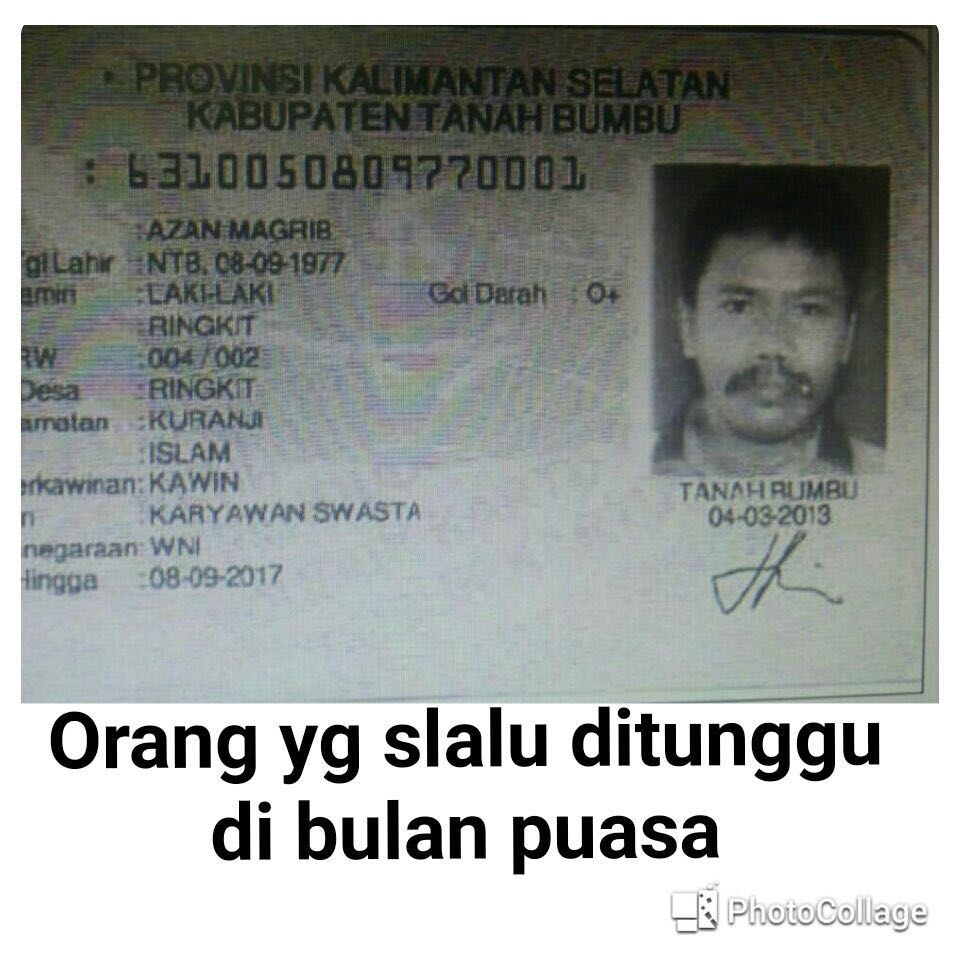 PROVINSI KALIMANTAN SELATAN
KABUPATEN TANAH BUMBU
: 6310050809770001
: AZAN MAGRIB
gl Lahir : NTB, 08-09-1977
amin : LAKI-LAKI Gol Darah : O+
: RINGKIT
RW : 004 / 002
Desa : RINGKIT
amatan : KURANJI
: ISLAM
erkawinan: KAWIN
n : KARYAWAN SWASTA
negaraan: WNI
Hingga : 08-09-2017
TANAH BUMBU
04-03-2013
Orang yg slalu ditunggu
di bulan puasa
PhotoCollage